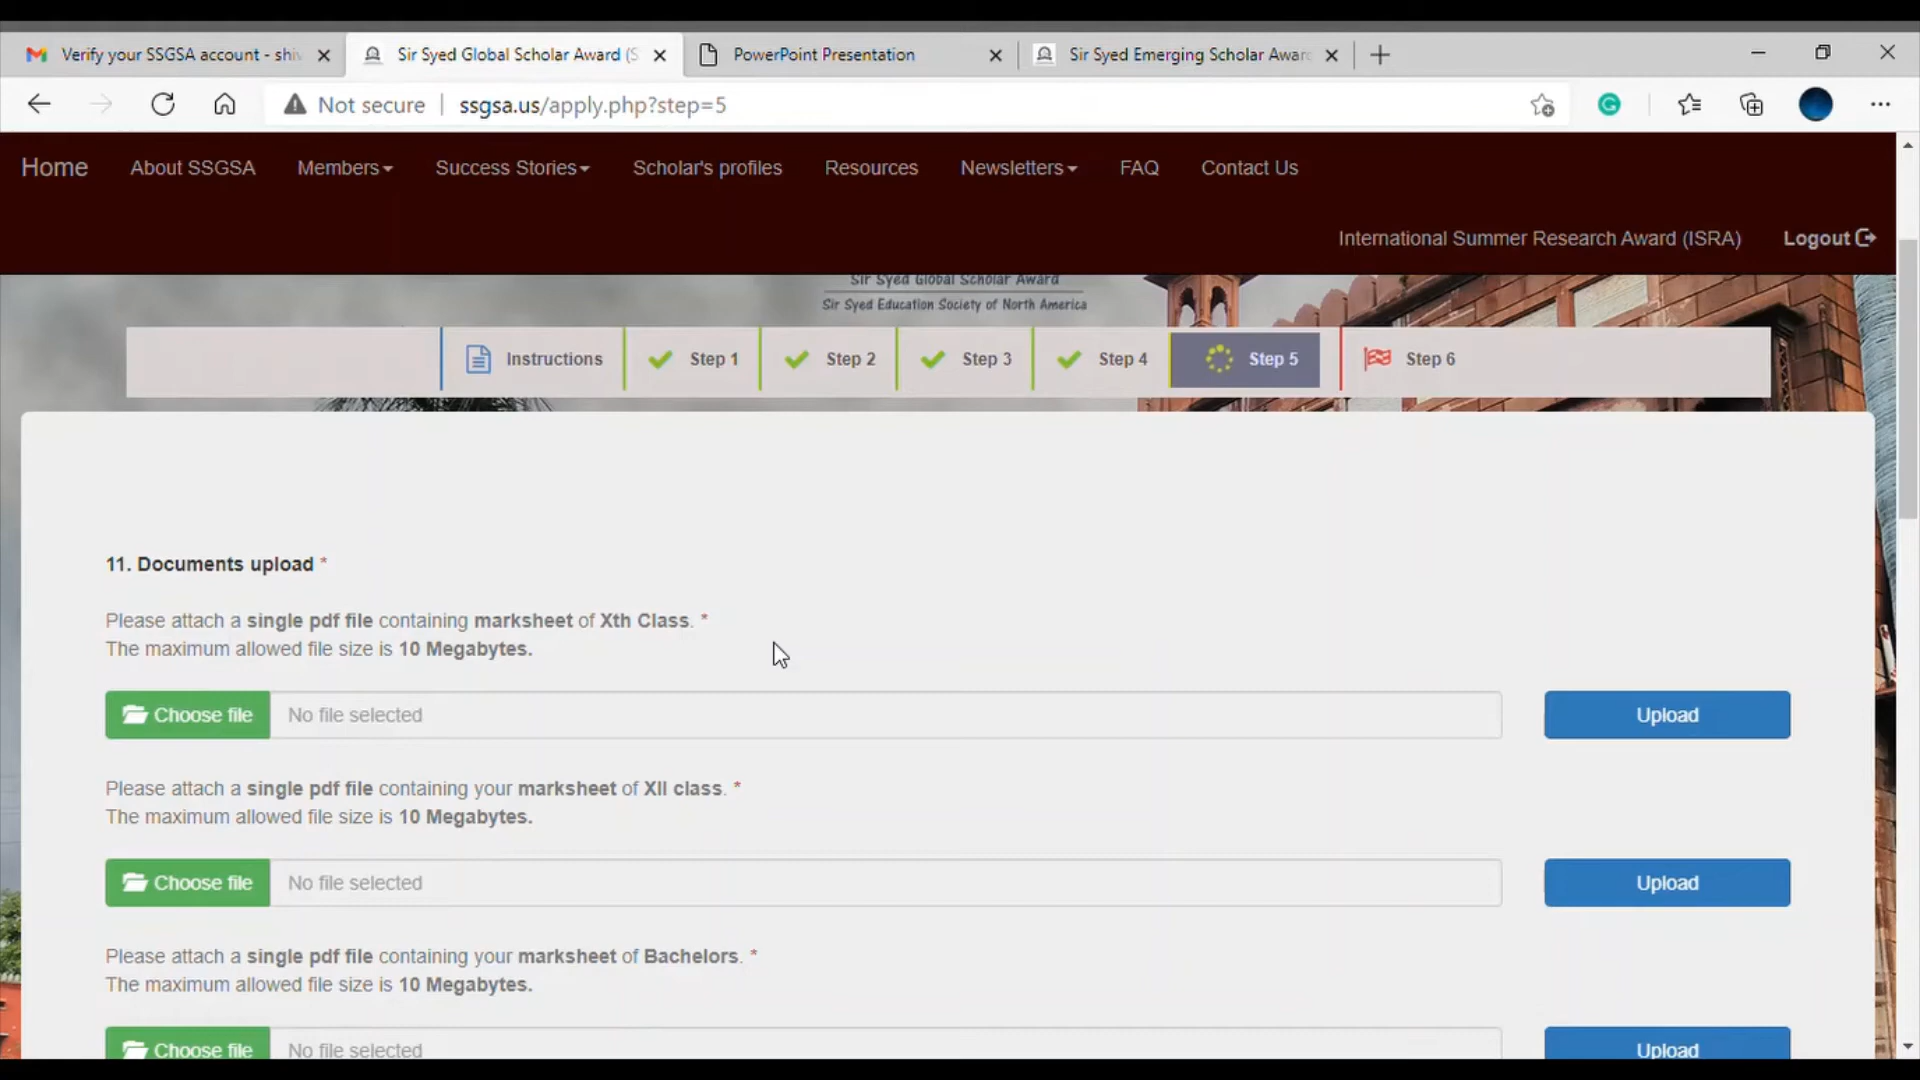 Verify your SSGSA account - shiv
Sir Syed Global Scholar Award (S
PowerPoint Presentation
Sir Syed Emerging Scholar Awar
Not secure
ssgsa.us/apply.php?step=5
Home
About SSGSA
Members
Success Stories
Scholar's profiles
Resources
Newsletters
FAQ
Contact Us
International Summer Research Award (ISRA)
Logout
Sir Syed Global Scholar Award
Sir Syed Education Society of North America
Instructions
Step 1
Step 2
Step 3
Step 4
Step 5
Step 6
11. Documents upload *
Please attach a single pdf file containing marksheet of Xth Class. *
The maximum allowed file size is 10 Megabytes.
Choose file
No file selected
Upload
Please attach a single pdf file containing your marksheet of XII class. *
The maximum allowed file size is 10 Megabytes.
Choose file
No file selected
Upload
Please attach a single pdf file containing your marksheet of Bachelors. *
The maximum allowed file size is 10 Megabytes.
Choose file
No file selected
Upload